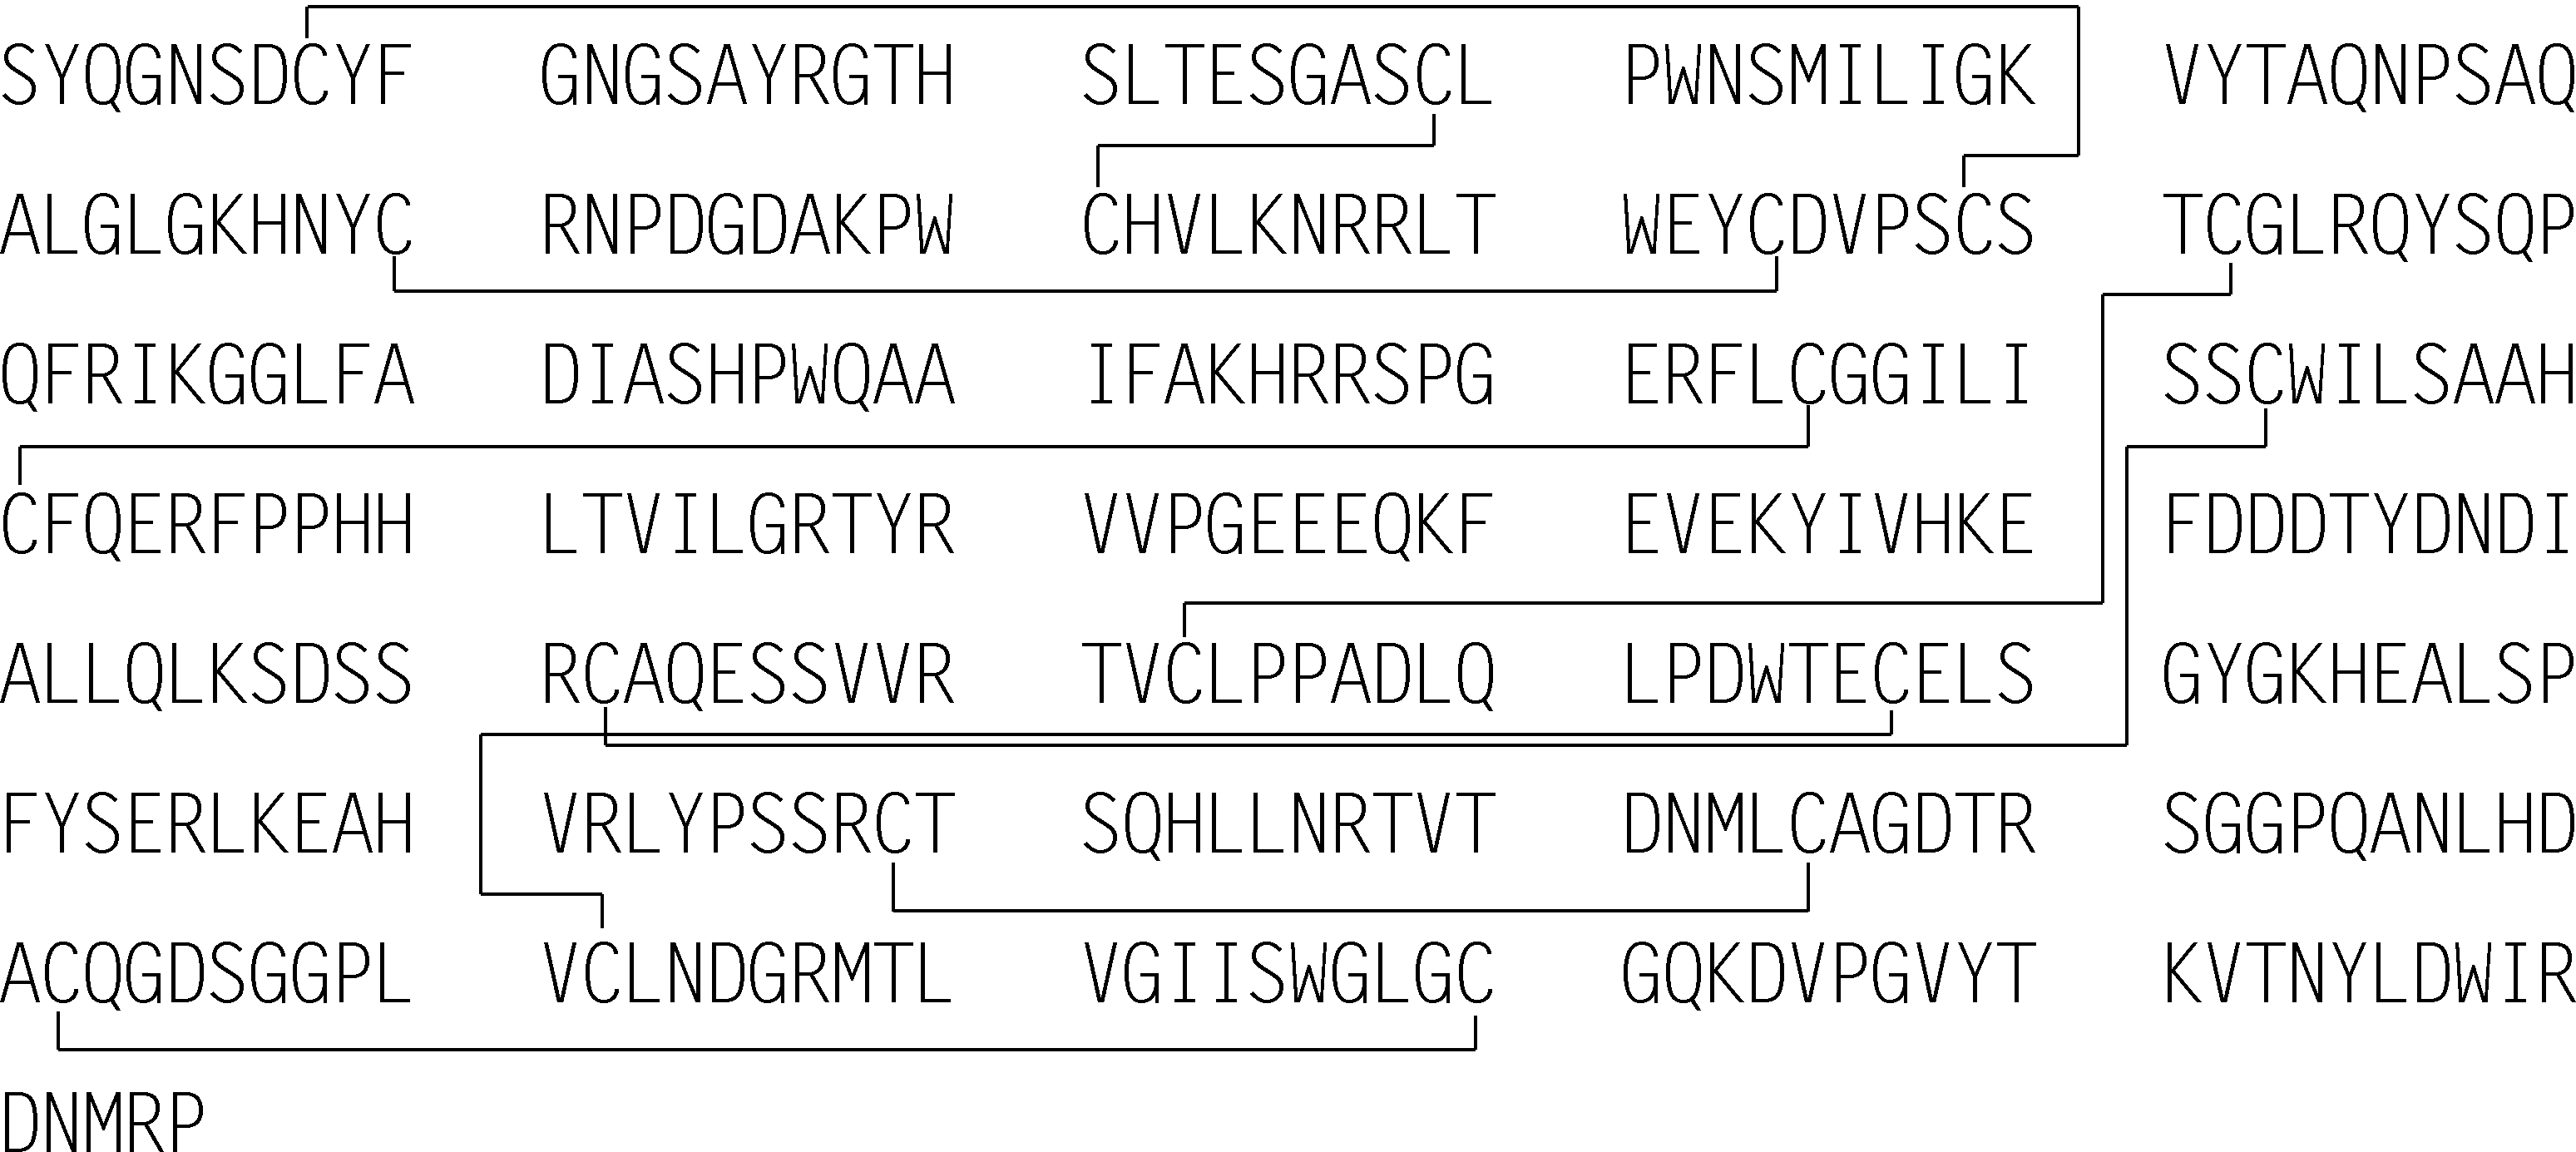 SYQGNSDCYF GNGSAYRGTH SLTESGASCL PWNSMILIGK VYTAQNPSAQ
ALGLGKHNYC RNPDGDAKPW CHVLKNRRLT WEYCDVPSCS TCGLRQYSQP
QFRIKGGLFA DIASHPWQAA IFAKHRRSPG ERFLCGGILI SSCWILSAAH
CFQERFPPHH LTVILGRTYR VVPGEEEQKF EVEKYIVHKE FDDDTYDNDI
ALLQLKSDSS RCAQESSVVR TVCLPPADLQ LPDWTECELS GYGKHEALSP
FYSERLKEAH VRLYPSSRCT SQHLLNRTVT DNMLCAGDTR SGGPQANLHD
ACQGDSGGPL VCLNDGRMTL VGIISWGLGC GQKDVPGVYT KVTNYLDWIR
DNMRP